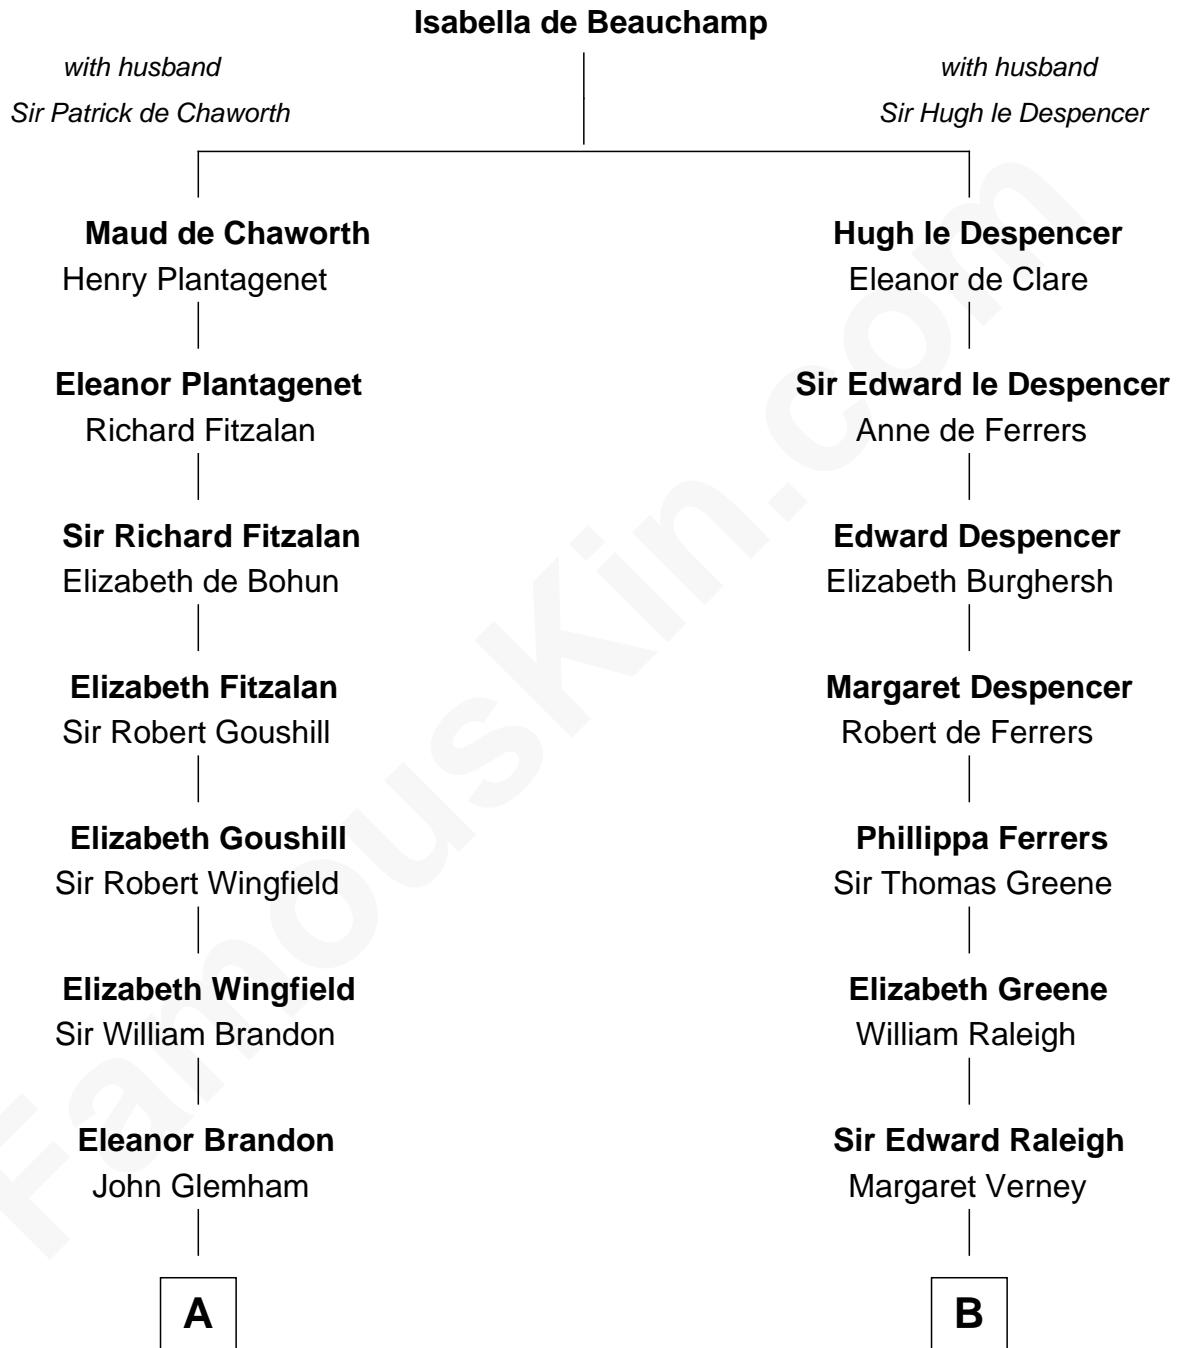 Isabella de Beauchamp
with husband
Sir Patrick de Chaworth
with husband
Sir Hugh le Despencer
Maud de Chaworth
Henry Plantagenet
Hugh le Despencer
Eleanor de Clare
Eleanor Plantagenet
Richard Fitzalan
Sir Edward le Despencer
Anne de Ferrers
Sir Richard Fitzalan
Elizabeth de Bohun
Edward Despencer
Elizabeth Burghersh
Elizabeth Fitzalan
Sir Robert Goushill
Margaret Despencer
Robert de Ferrers
Elizabeth Goushill
Sir Robert Wingfield
Phillippa Ferrers
Sir Thomas Greene
Elizabeth Wingfield
Sir William Brandon
Elizabeth Greene
William Raleigh
Eleanor Brandon
John Glemham
Sir Edward Raleigh
Margaret Verney
A
B
FamousKin.com